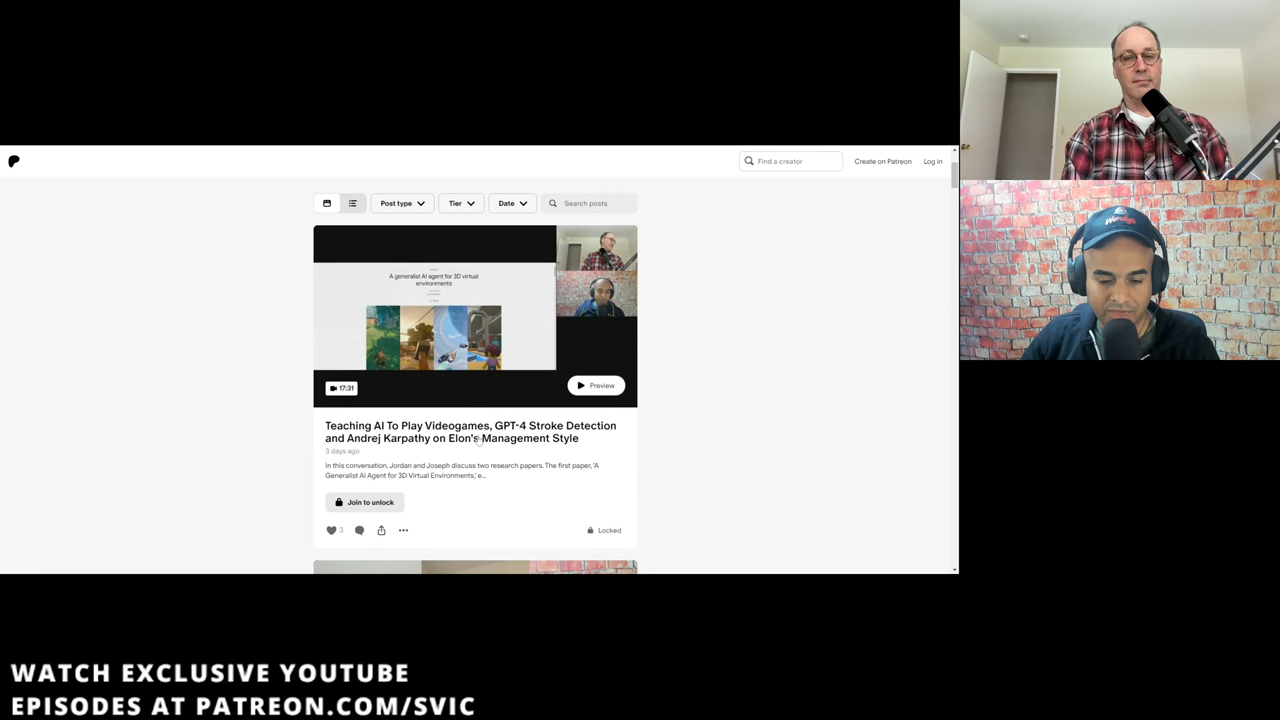 Find a creator
Create on Patreon
Log in
Post type
Tier
Date
Search posts
A generalist AI agent for 3D virtual
environments
17:31
Preview
Teaching AI To Play Videogames, GPT-4 Stroke Detection
and Andrej Karpathy on Elon's Management Style
3 days ago
In this conversation, Jordan and Joseph discuss two research papers. The first paper, 'A
Generalist AI Agent for 3D Virtual Environments,' e...
Join to unlock
3
Locked
WATCH EXCLUSIVE YOUTUBE
EPISODES AT PATREON.COM/SVIC